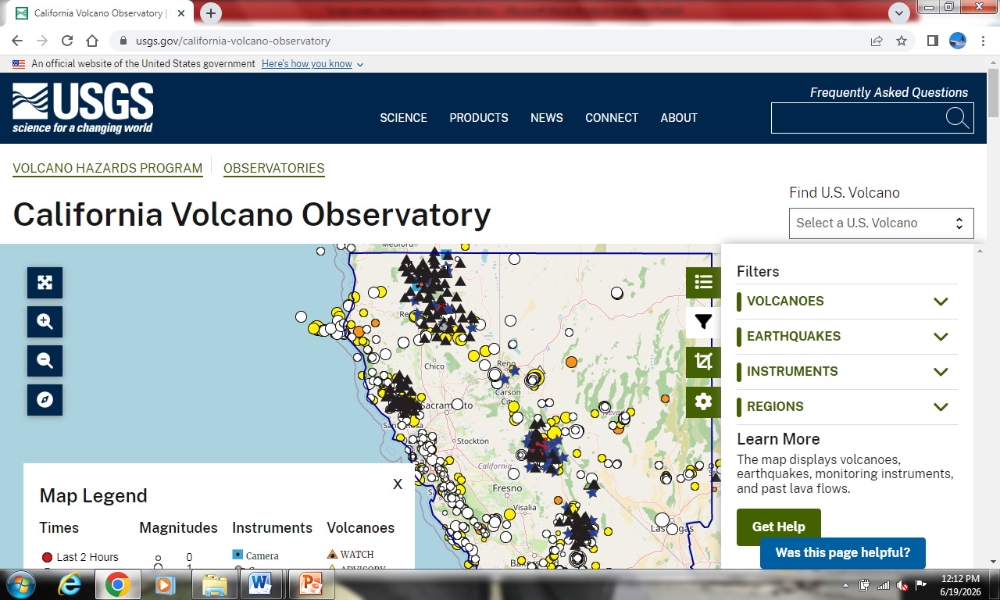 California Volcano Observatory |
usgs.gov/california-volcano-observatory
An official website of the United States government Here's how you know
USGS
science for a changing world
SCIENCE PRODUCTS NEWS CONNECT ABOUT
Frequently Asked Questions
VOLCANO HAZARDS PROGRAM OBSERVATORIES
California Volcano Observatory
Find U.S. Volcano
Select a U.S. Volcano
Medford
Chico
Reno
Carson
City
Sacramento
Stockton
California
Nevada
Fresno
Visalia
Las Vegas
Filters
VOLCANOES
EARTHQUAKES
INSTRUMENTS
REGIONS
Learn More
The map displays volcanoes,
earthquakes, monitoring instruments,
and past lava flows.
Get Help
Was this page helpful?
X
Map Legend
Times Magnitudes Instruments Volcanoes
Last 2 Hours 0 Camera WATCH
1 ADVISORY
12:12 PM
6/19/2026